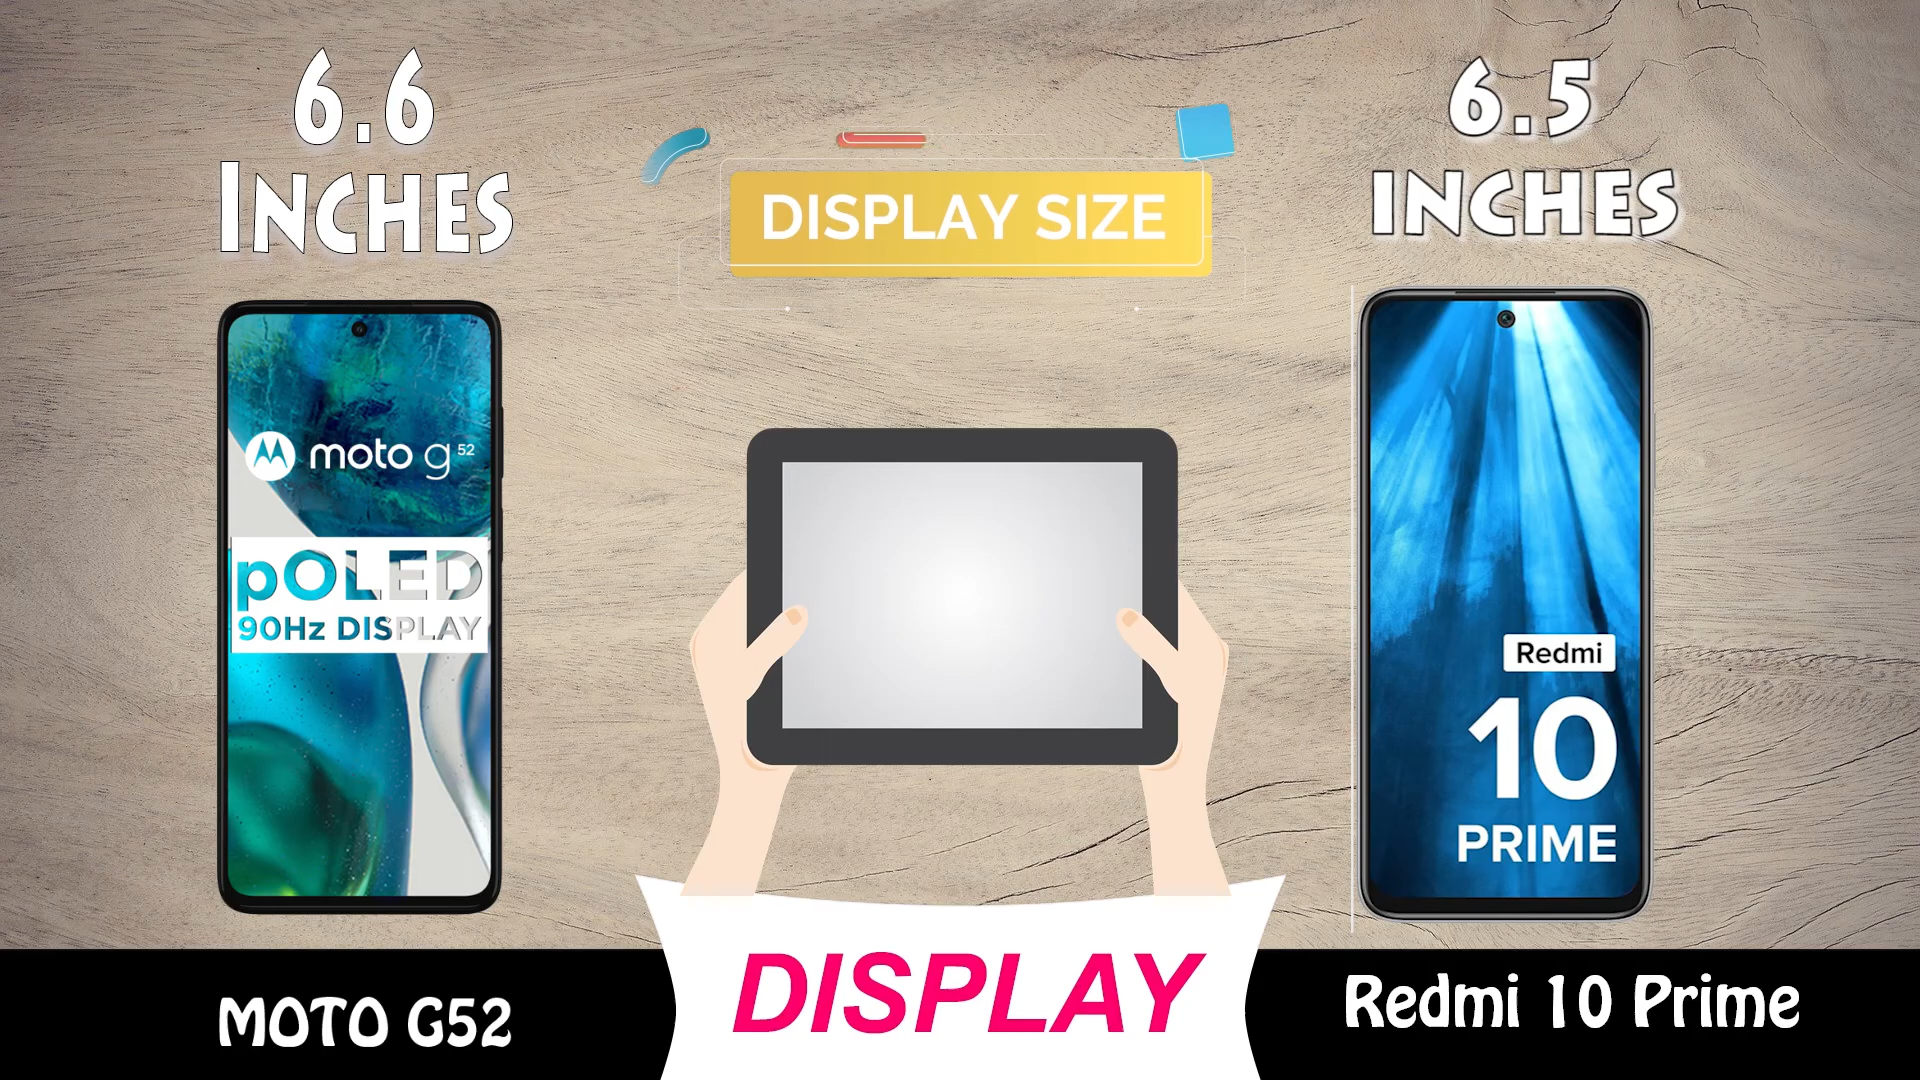 6.6
INCHES
DISPLAY SIZE
6.5
INCHES
moto g52
pOLED
90Hz DISPLAY
Redmi
10
PRIME
MOTO G52
DISPLAY
Redmi 10 Prime